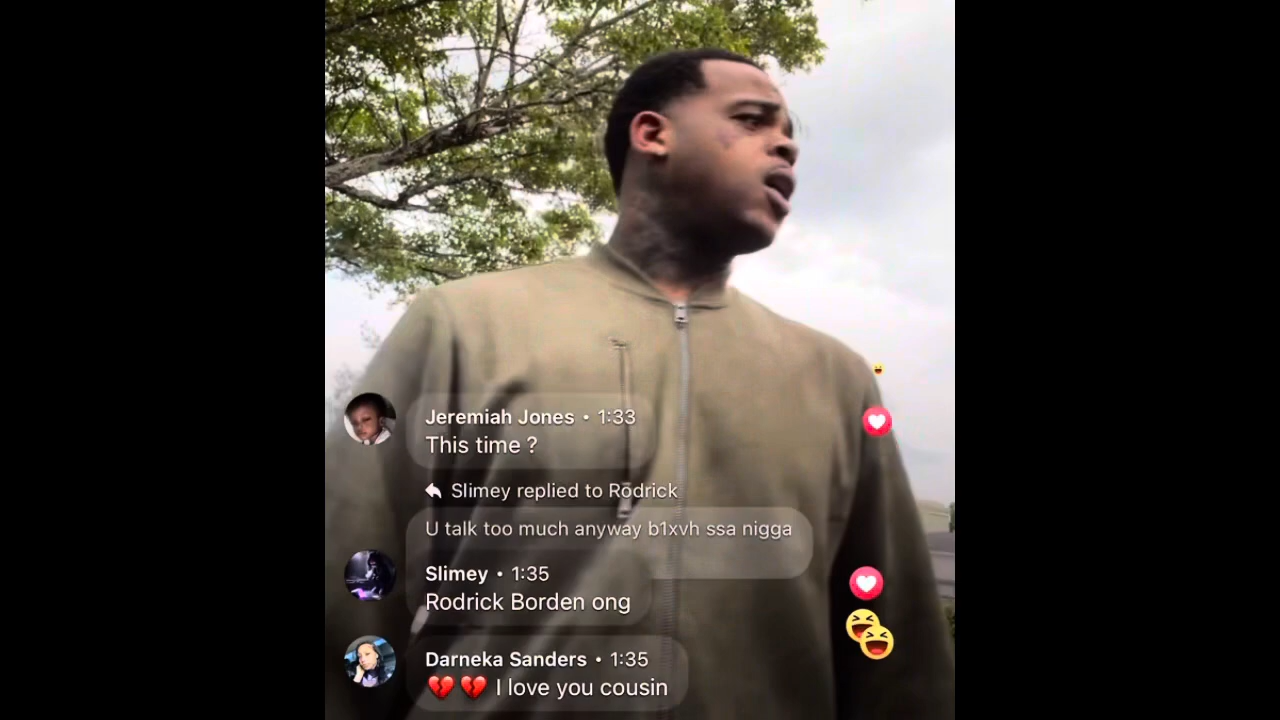 Jeremiah Jones • 1:33
This time ?
Slimey replied to Rodrick
U talk too much anyway b1xvh ssa nigga
Slimey • 1:35
Rodrick Borden ong
Darneka Sanders • 1:35
💔 💔 I love you cousin